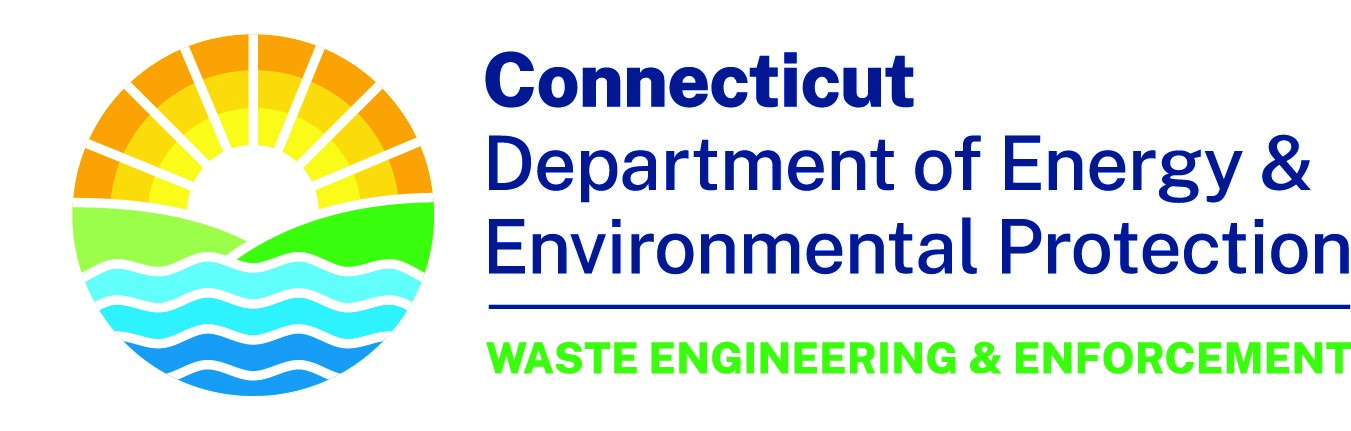 Connecticut
Department of Energy &
Environmental Protection
WASTE ENGINEERING & ENFORCEMENT